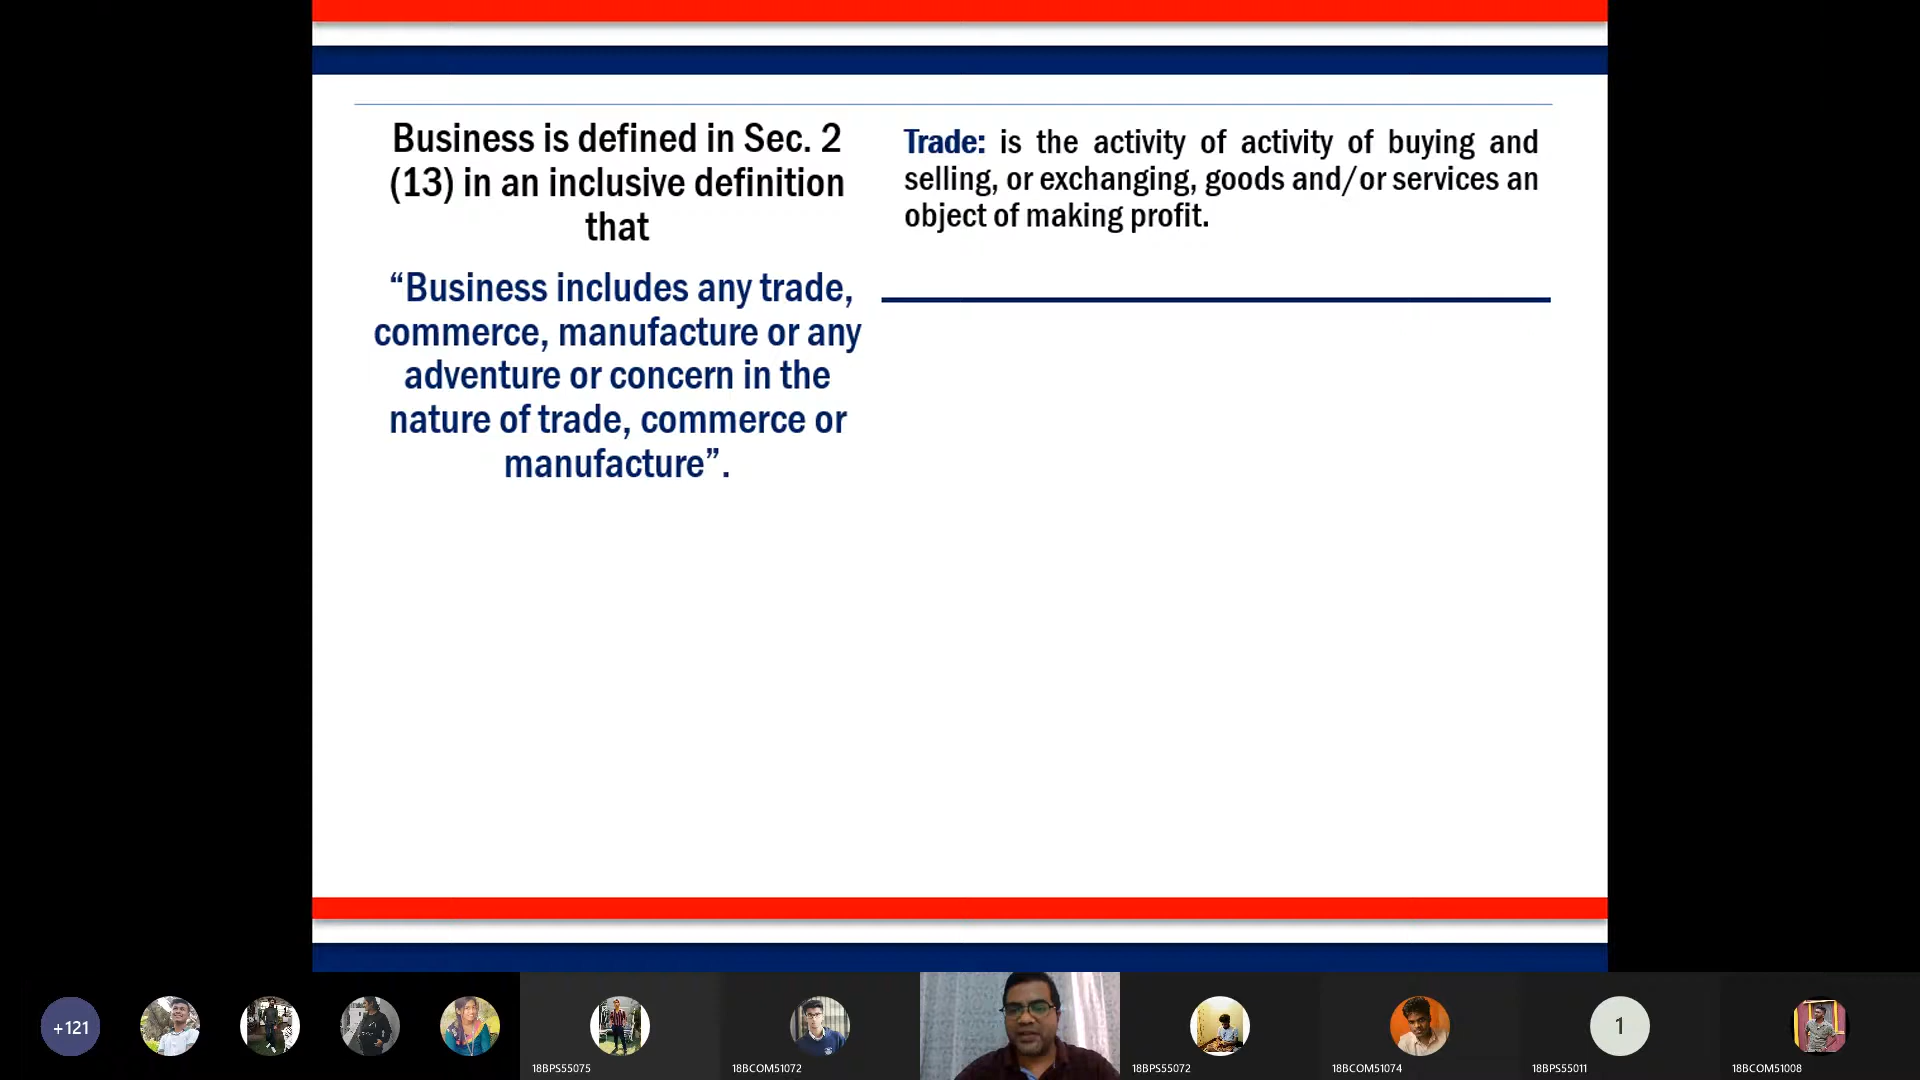 Business is defined in Sec. 2
(13) in an inclusive definition
that
“Business includes any trade,
commerce, manufacture or any
adventure or concern in the
nature of trade, commerce or
manufacture”.
Trade: is the activity of activity of buying and
selling, or exchanging, goods and/or services an
object of making profit.
+121
18BPS55075
18BCOM51072
18BPS55072
18BCOM51074
1
18BPS55011
18BCOM51008